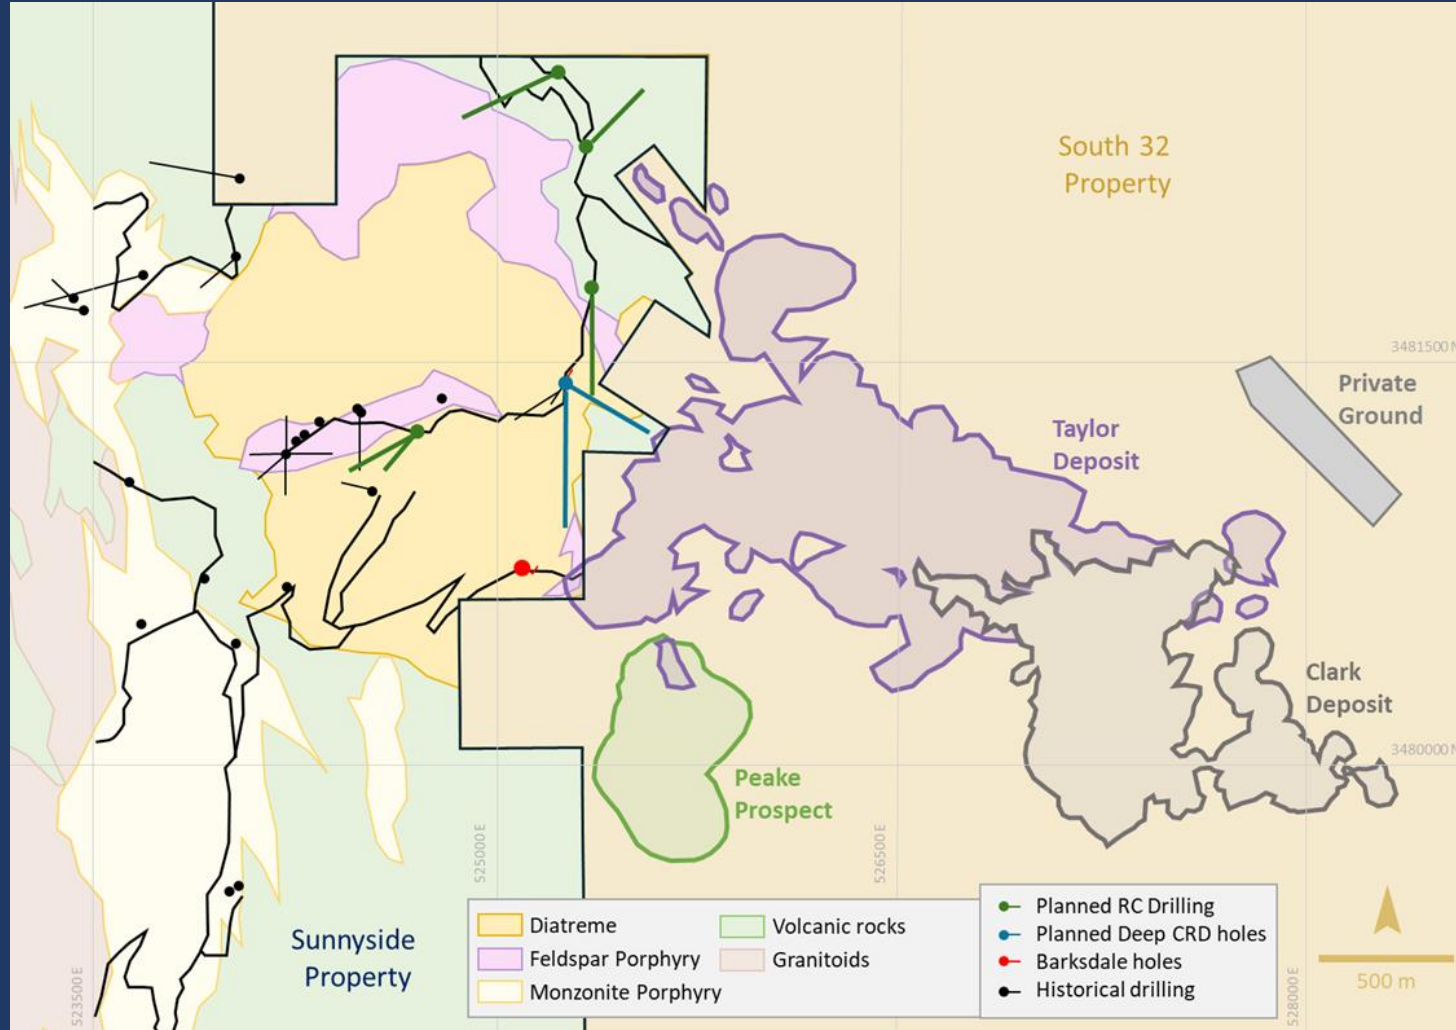 South 32
Property
3481500 N
Private
Ground
Taylor
Deposit
Clark
Deposit
3480000 N
Peake
Prospect
525000 E
526500 E
523500 E
528000 E
Sunnyside
Property
Diatreme
Feldspar Porphyry
Monzonite Porphyry
Volcanic rocks
Granitoids
Planned RC Drilling
Planned Deep CRD holes
Barksdale holes
Historical drilling
500 m